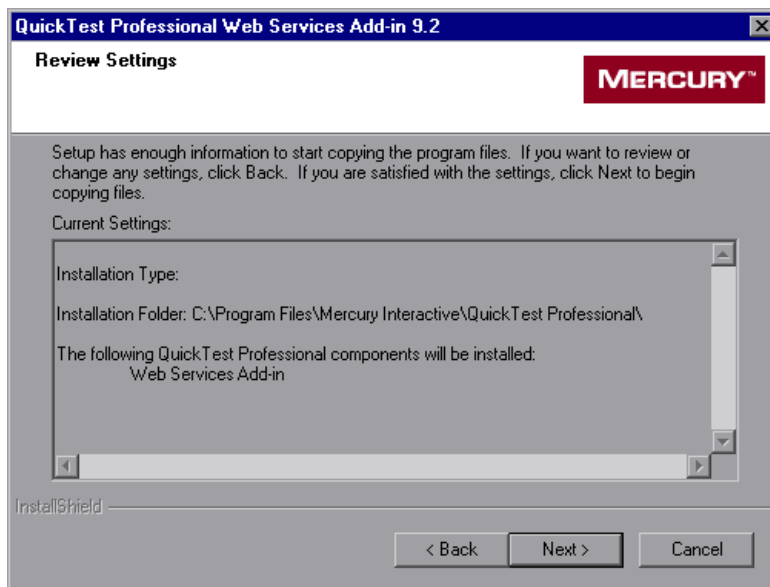 QuickTest Professional Web Services Add-in 9.2
Review Settings
MERCURY™
Setup has enough information to start copying the program files.  If you want to review or
change any settings, click Back.  If you are satisfied with the settings, click Next to begin
copying files.
Current Settings:
Installation Type:
Installation Folder: C:\Program Files\Mercury Interactive\QuickTest Professional\
The following QuickTest Professional components will be installed:
Web Services Add-in
InstallShield
< Back
Next >
Cancel